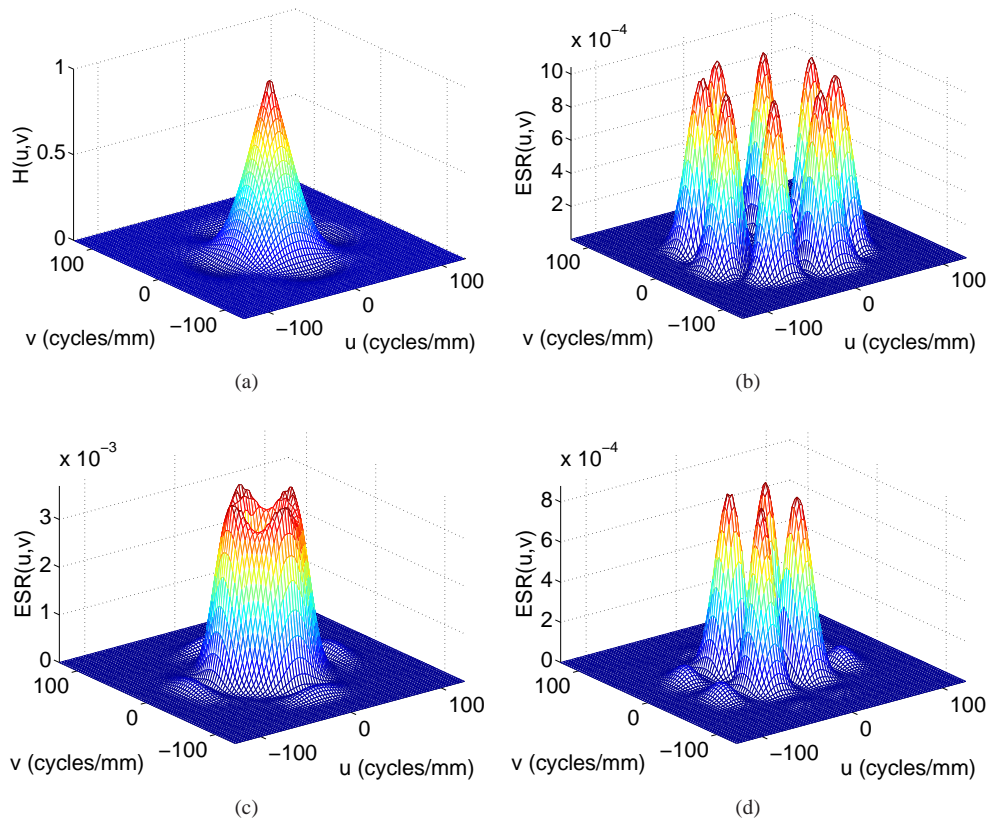 1
0.5
0
H(u,v)
100
0
−100
v (cycles/mm)
−100
0
100
u (cycles/mm)
(a)
x 10−4
10
8
6
4
2
ESR(u,v)
100
0
−100
v (cycles/mm)
−100
0
100
u (cycles/mm)
(b)
x 10−3
3
2
1
0
ESR(u,v)
100
0
−100
v (cycles/mm)
−100
0
100
u (cycles/mm)
(c)
x 10−4
8
6
4
2
0
ESR(u,v)
100
0
−100
v (cycles/mm)
−100
0
100
u (cycles/mm)
(d)